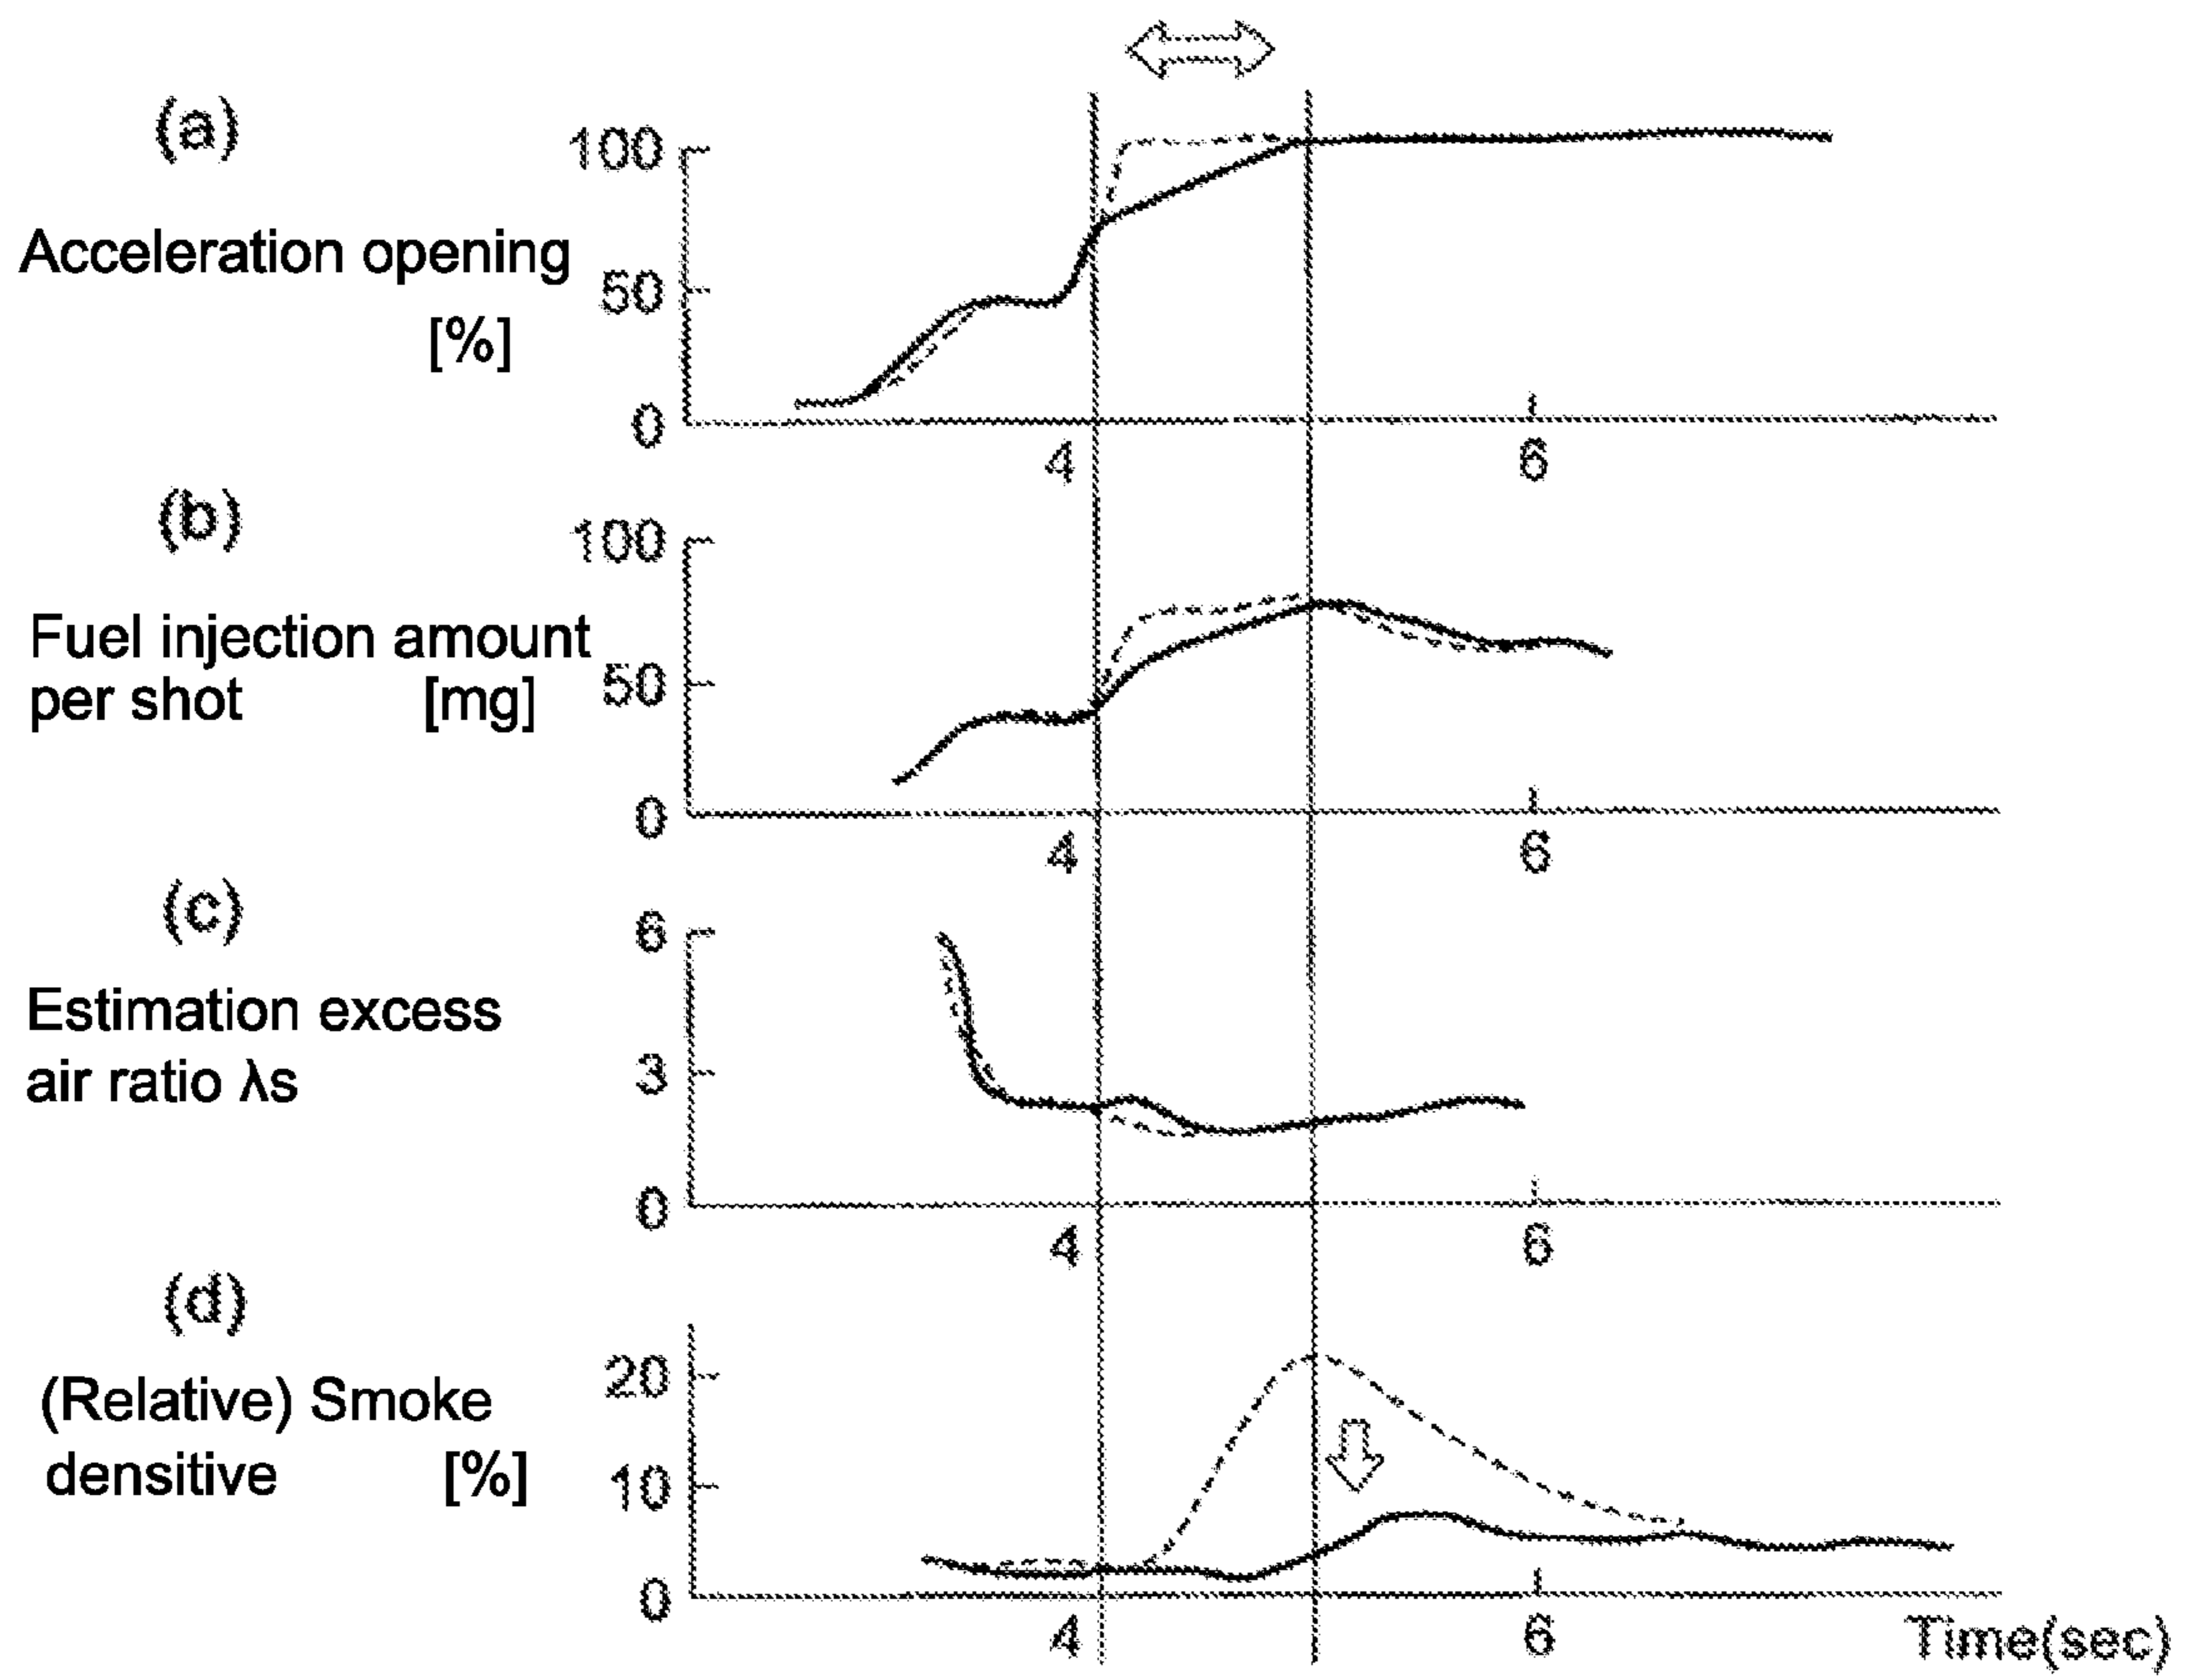 (a)
Acceleration opening
[%]
100
50
0
4 6
(b)
Fuel injection amount
per shot [mg]
100
50
0
4 6
(c)
Estimation excess
air ratio λs
6
3
0
4 6
(d)
(Relative) Smoke
densitive [%]
20
10
0
4 6 Time(sec)